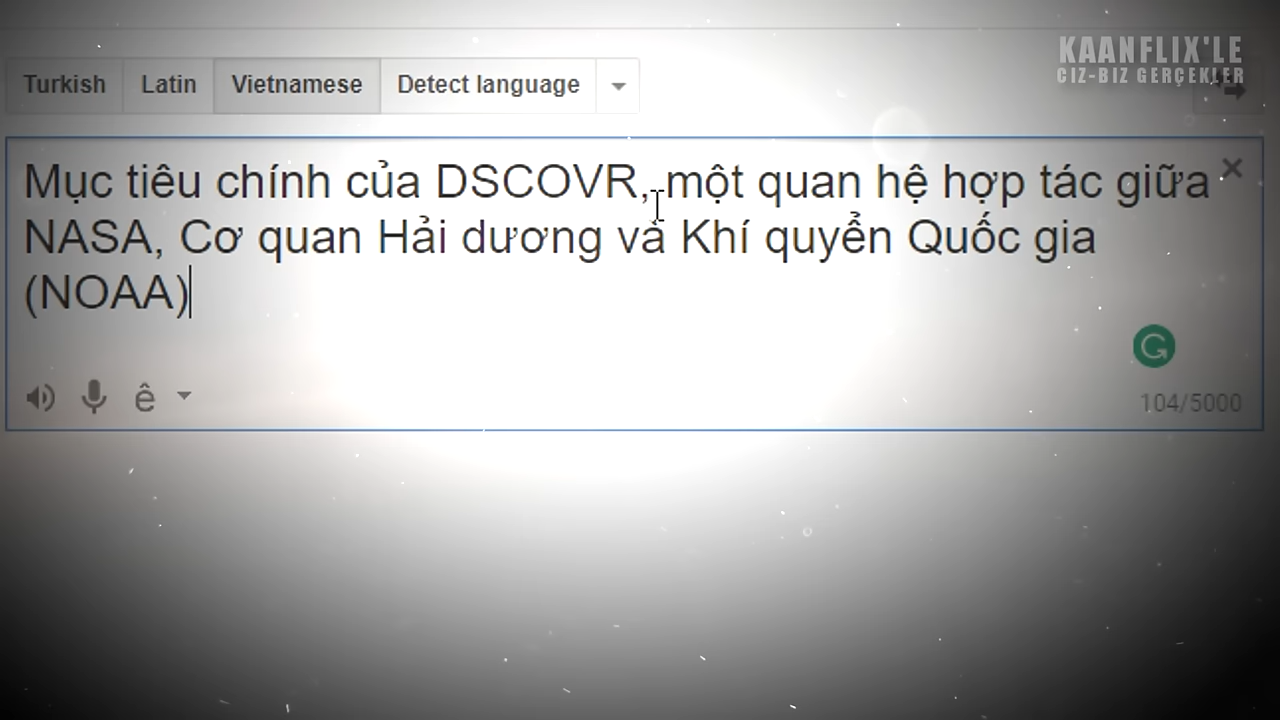 KAANFLIX'LE
CIZ-BIZ GERÇEKLER
Turkish Latin Vietnamese Detect language
Mục tiêu chính của DSCOVR, một quan hệ hợp tác giữa
NASA, Cơ quan Hải dương và Khí quyển Quốc gia
(NOAA)
ê
104/5000